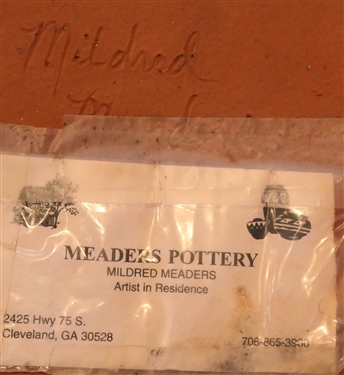 Mildred
MEADERS POTTERY
MILDRED MEADERS
Artist in Residence
2425 Hwy 75 S.
Cleveland, GA 30528